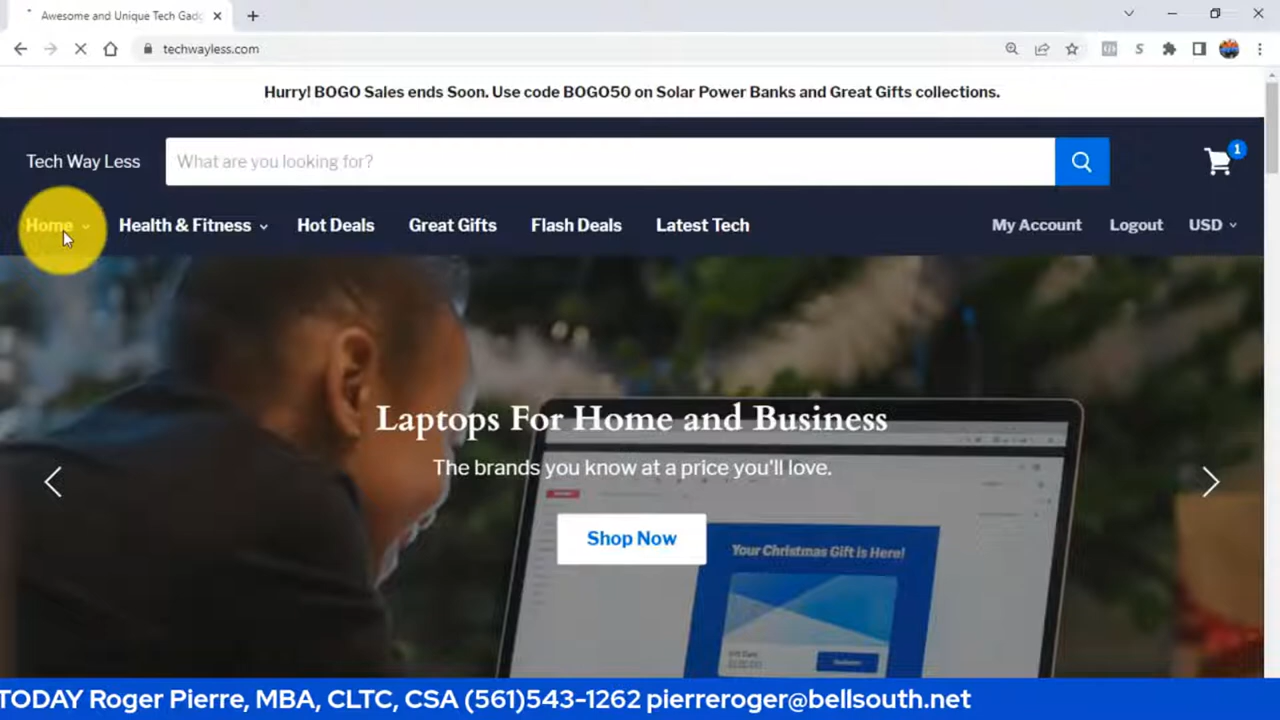 Awesome and Unique Tech Gadg
techwayless.com
Hurry! BOGO Sales ends Soon. Use code BOGO50 on Solar Power Banks and Great Gifts collections.
Tech Way Less
What are you looking for?
1
Home
Health & Fitness
Hot Deals
Great Gifts
Flash Deals
Latest Tech
My Account
Logout
USD
Laptops For Home and Business
The brands you know at a price you'll love.
Shop Now
Your Christmas Gift is Here!
TODAY Roger Pierre, MBA, CLTC, CSA (561)543-1262 pierreroger@bellsouth.net